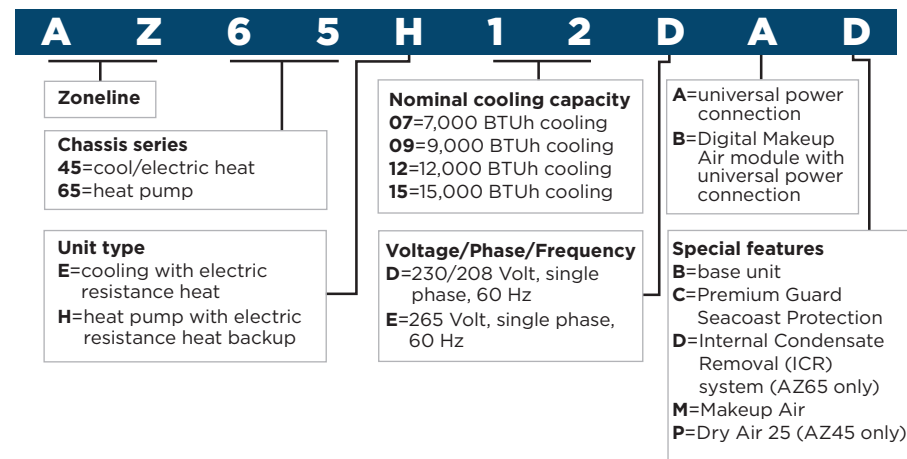 A Z 6 5 H 1 2 D A D
Zoneline
Chassis series
45=cool/electric heat
65=heat pump
Unit type
E=cooling with electric
resistance heat
H=heat pump with electric
resistance heat backup
Nominal cooling capacity
07=7,000 BTUh cooling
09=9,000 BTUh cooling
12=12,000 BTUh cooling
15=15,000 BTUh cooling
Voltage/Phase/Frequency
D=230/208 Volt, single
phase, 60 Hz
E=265 Volt, single phase,
60 Hz
A=universal power
connection
B=Digital Makeup
Air module with
universal power
connection
Special features
B=base unit
C=Premium Guard
Seacoast Protection
D=Internal Condensate
Removal (ICR)
system (AZ65 only)
M=Makeup Air
P=Dry Air 25 (AZ45 only)